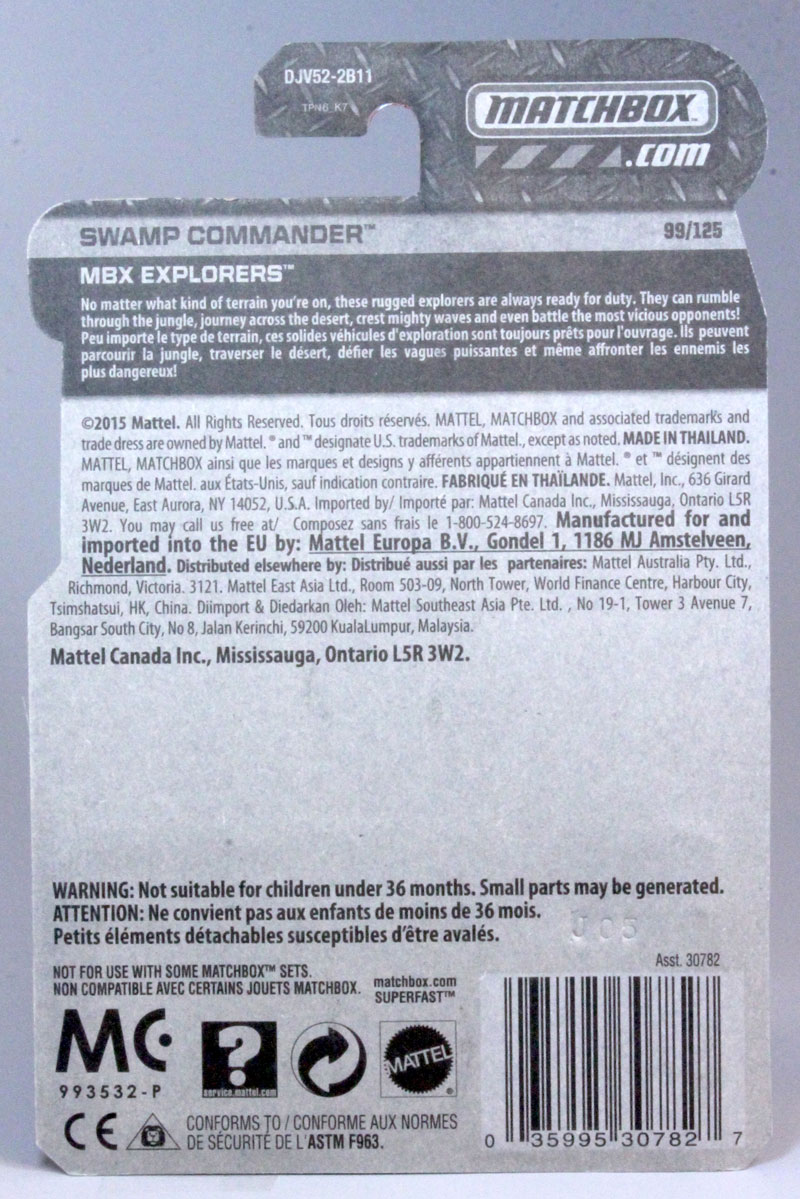 DJV52-2B11
TPN6 K7
MATCHBOX™
.com
SWAMP COMMANDER™ 99/125
MBX EXPLORERS™
No matter what kind of terrain you're on, these rugged explorers are always ready for duty. They can rumble
through the jungle, journey across the desert, crest mighty waves and even battle the most vicious opponents!
Peu importe le type de terrain, ces solides véhicules d'exploration sont toujours prêts pour l'ouvrage. Ils peuvent
parcourir la jungle, traverser le désert, défier les vagues puissantes et même affronter les ennemis les
plus dangereux!
©2015 Mattel. All Rights Reserved. Tous droits réservés. MATTEL, MATCHBOX and associated trademarks and
trade dress are owned by Mattel. ® and ™ designate U.S. trademarks of Mattel., except as noted. MADE IN THAILAND.
MATTEL, MATCHBOX ainsi que les marques et designs y afférents appartiennent à Mattel. ® et ™ désignent des
marques de Mattel. aux États-Unis, sauf indication contraire. FABRIQUÉ EN THAÏLANDE. Mattel, Inc., 636 Girard
Avenue, East Aurora, NY 14052, U.S.A. Imported by/ Importé par: Mattel Canada Inc., Mississauga, Ontario L5R
3W2. You may call us free at/ Composez sans frais le 1-800-524-8697. Manufactured for and
imported into the EU by: Mattel Europa B.V., Gondel 1, 1186 MJ Amstelveen,
Nederland. Distributed elsewhere by: Distribué aussi par les partenaires: Mattel Australia Pty. Ltd.,
Richmond, Victoria. 3121. Mattel East Asia Ltd., Room 503-09, North Tower, World Finance Centre, Harbour City,
Tsimshatsui, HK, China. Diimport & Diedarkan Oleh: Mattel Southeast Asia Pte. Ltd. , No 19-1, Tower 3 Avenue 7,
Bangsar South City, No 8, Jalan Kerinchi, 59200 KualaLumpur, Malaysia.
Mattel Canada Inc., Mississauga, Ontario L5R 3W2.
WARNING: Not suitable for children under 36 months. Small parts may be generated.
ATTENTION: Ne convient pas aux enfants de moins de 36 mois.
Petits éléments détachables susceptibles d'être avalés.
J05
Asst. 30782
NOT FOR USE WITH SOME MATCHBOX™ SETS.
NON COMPATIBLE AVEC CERTAINS JOUETS MATCHBOX.
matchbox.com
SUPERFAST™
MC
993532-P
?
service.mattel.com
MATTEL®
CE
CONFORMS TO / CONFORME AUX NORMES
DE SÉCURITÉ DE L'ASTM F963.
0 35995 30782 7